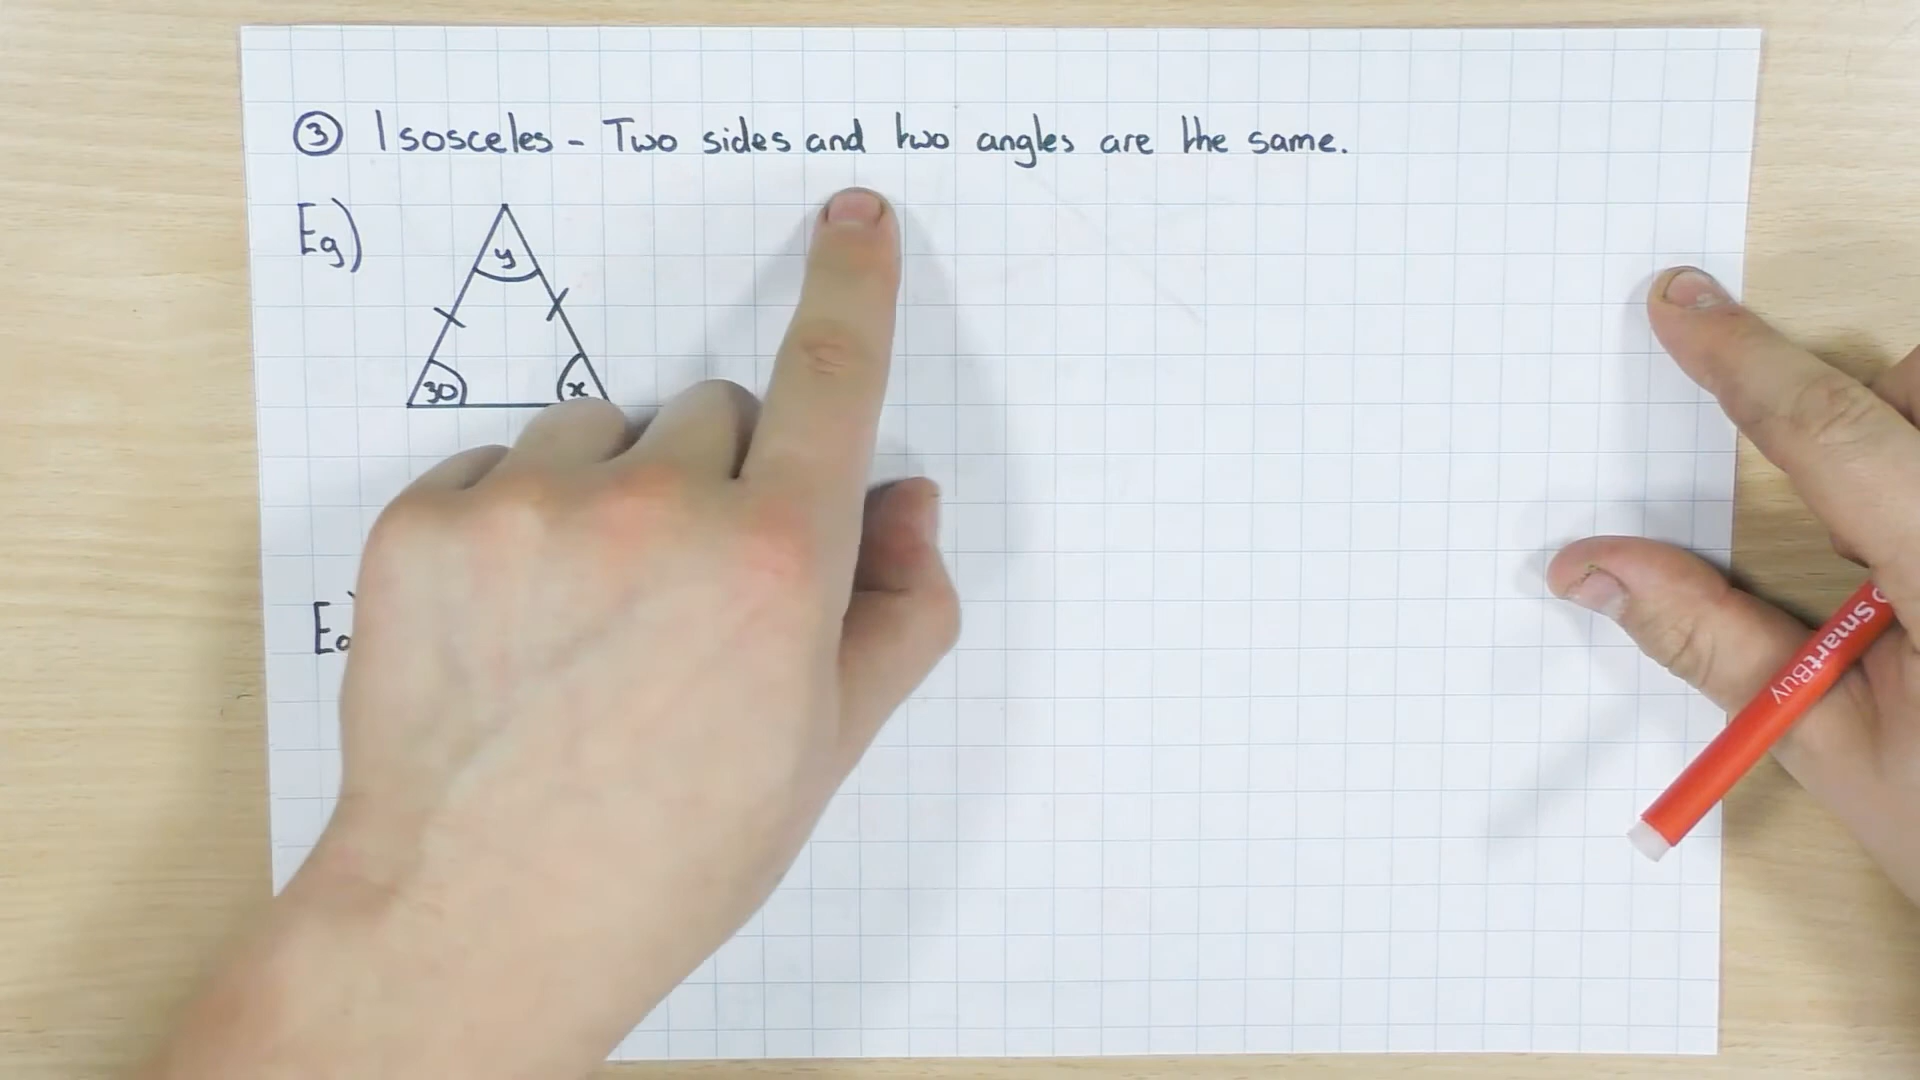 ③ Isosceles - Two sides and two angles are the same.
Eg)
y
30
x
SmartBuy